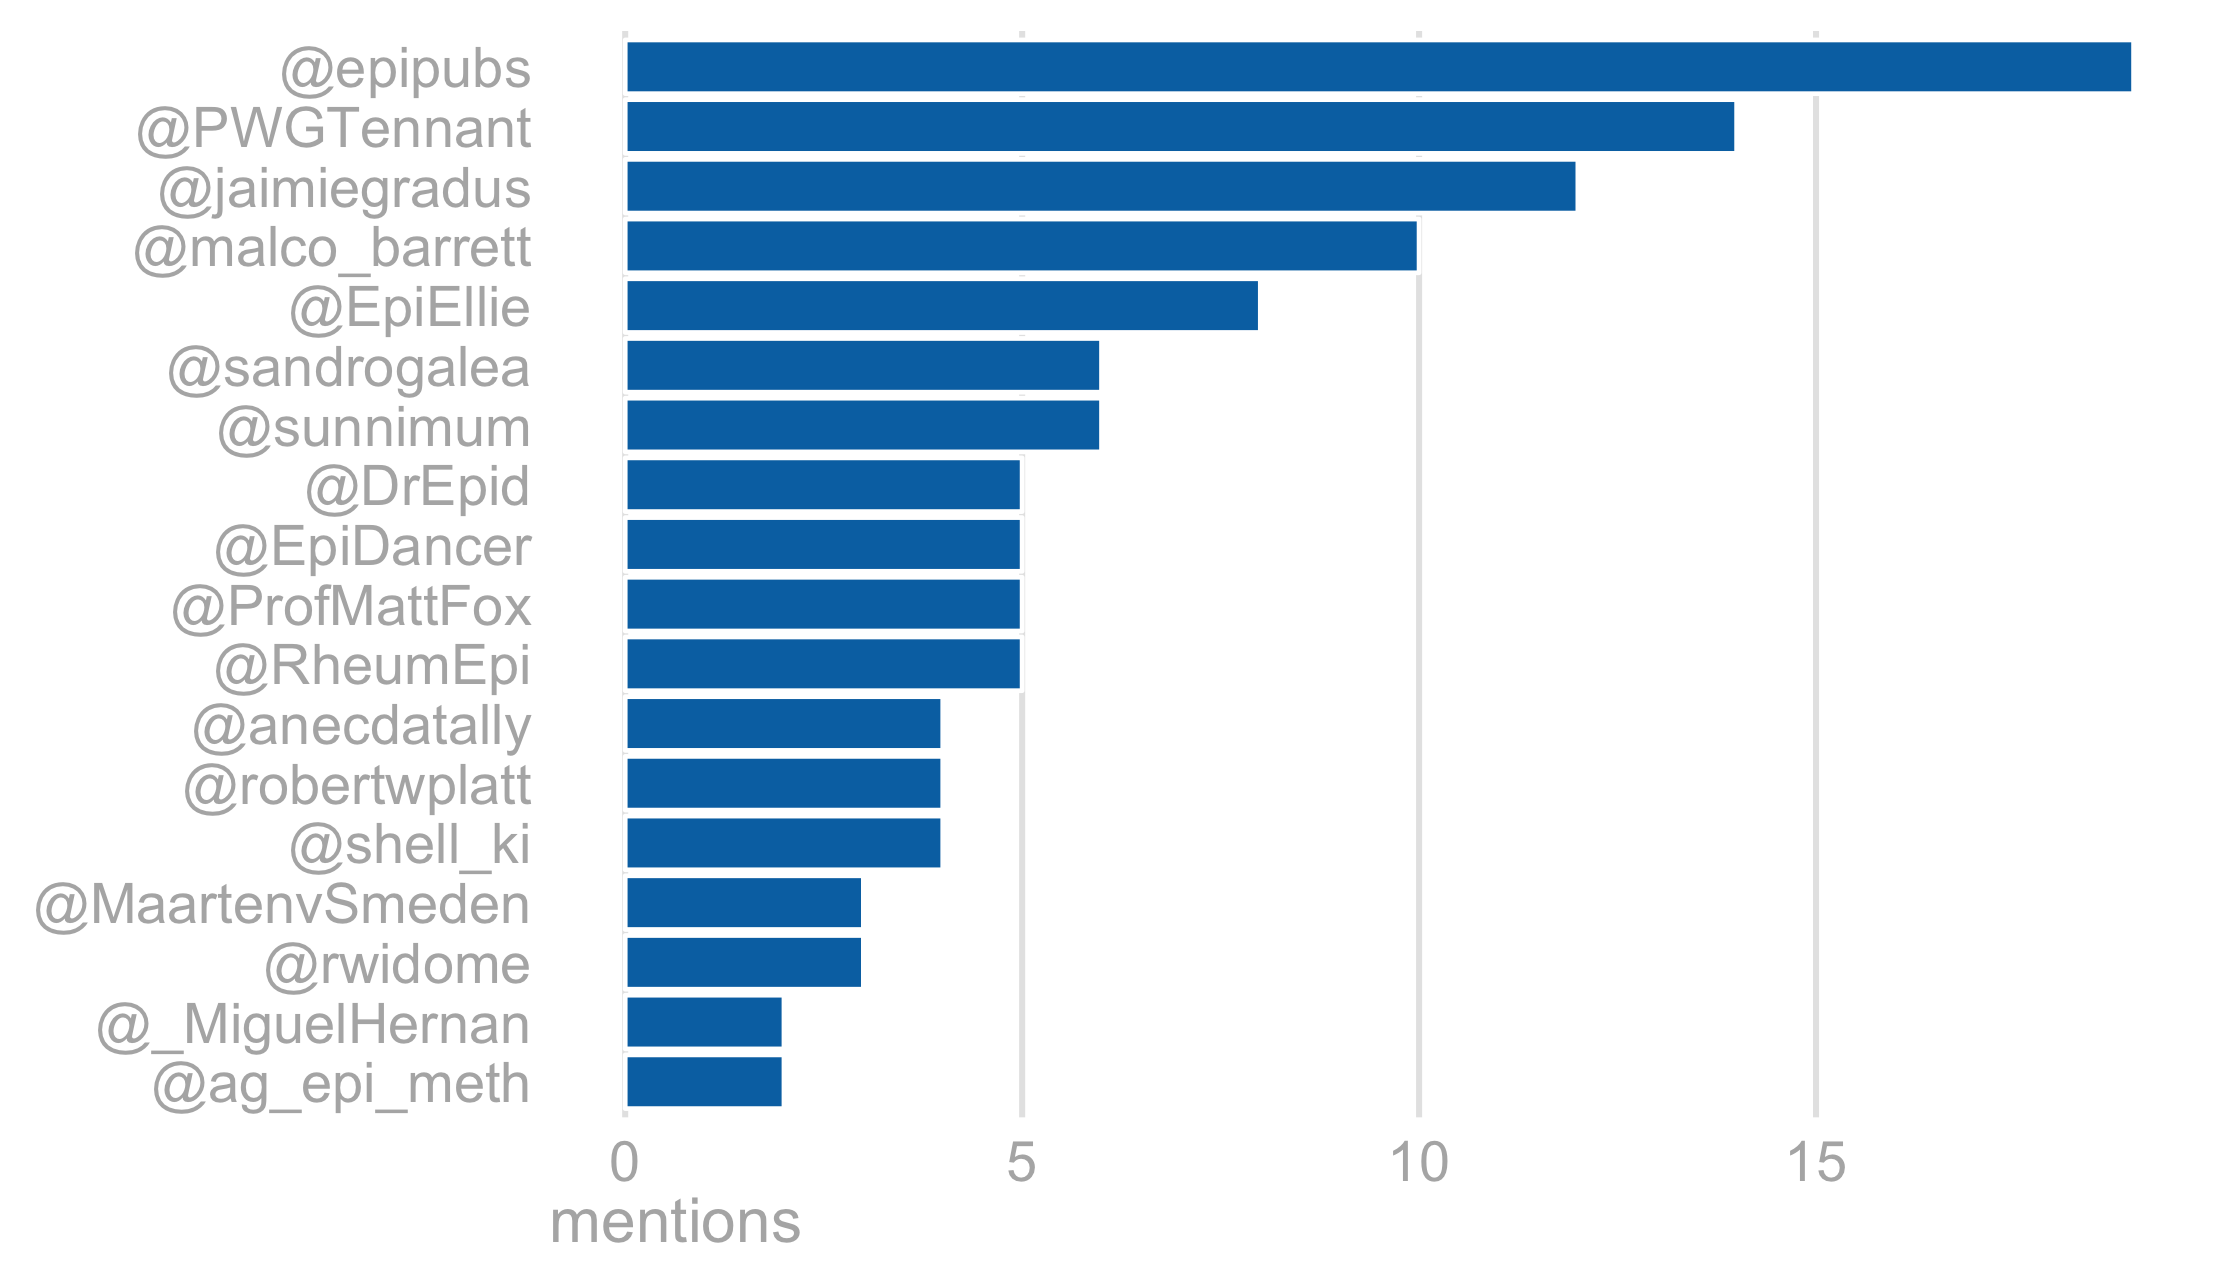 @epipubs
@PWGTennant
@jaimiegradus
@malco_barrett
@EpiEllie
@sandrogalea
@sunnimum
@DrEpid
@EpiDancer
@ProfMattFox
@RheumEpi
@anecdatally
@robertwplatt
@shell_ki
@MaartenvSmeden
@rwidome
@_MiguelHernan
@ag_epi_meth
0 5 10 15
mentions